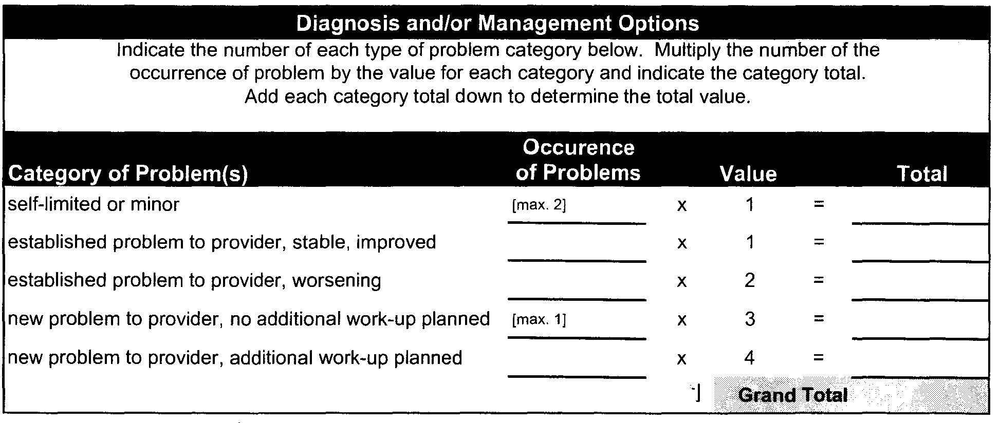 Diagnosis and/or Management Options
Indicate the number of each type of problem category below. Multiply the number of the
occurrence of problem by the value for each category and indicate the category total.
Add each category total down to determine the total value.
Occurence
Category of Problem(s) of Problems Value Total
self-limited or minor [max. 2] x 1 =
established problem to provider, stable, improved x 1 =
established problem to provider, worsening x 2 =
new problem to provider, no additional work-up planned [max. 1] x 3 =
new problem to provider, additional work-up planned x 4 =
Grand Total